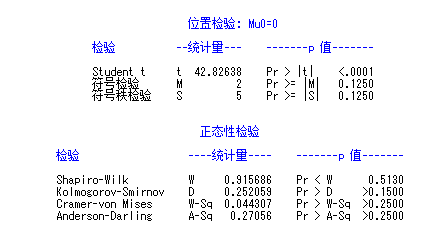 位置检验: Mu0=0
检验 --统计量--- -------p 值-------
Student t t 42.82638 Pr > |t| <.0001
符号检验 M 2 Pr >= |M| 0.1250
符号秩检验 S 5 Pr >= |S| 0.1250
正态性检验
检验 ----统计量---- -------p 值-------
Shapiro-Wilk W 0.915686 Pr < W 0.5130
Kolmogorov-Smirnov D 0.252059 Pr > D >0.1500
Cramer-von Mises W-Sq 0.044307 Pr > W-Sq >0.2500
Anderson-Darling A-Sq 0.27056 Pr > A-Sq >0.2500